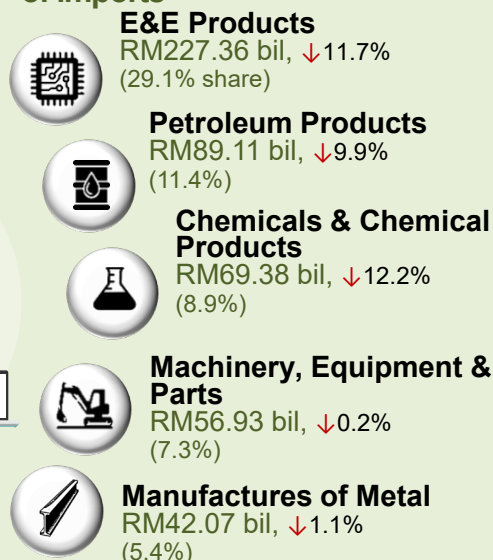 of Imports
E&E Products
RM227.36 bil, ↓11.7%
(29.1% share)
Petroleum Products
RM89.11 bil, ↓9.9%
(11.4%)
Chemicals & Chemical
Products
RM69.38 bil, ↓12.2%
(8.9%)
Machinery, Equipment &
Parts
RM56.93 bil, ↓0.2%
(7.3%)
Manufactures of Metal
RM42.07 bil, ↓1.1%
(5.4%)